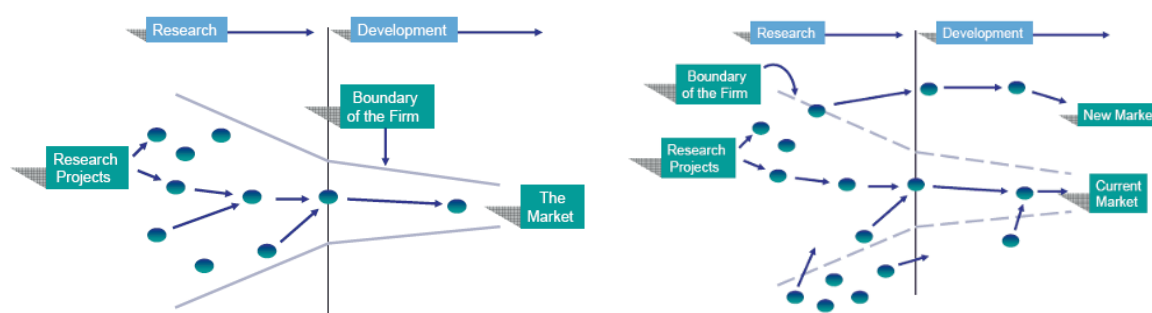 Research
Development
Boundary
of the Firm
Research
Projects
The
Market
Research
Development
Boundary
of the Firm
New Marke
Research
Projects
Current
Market